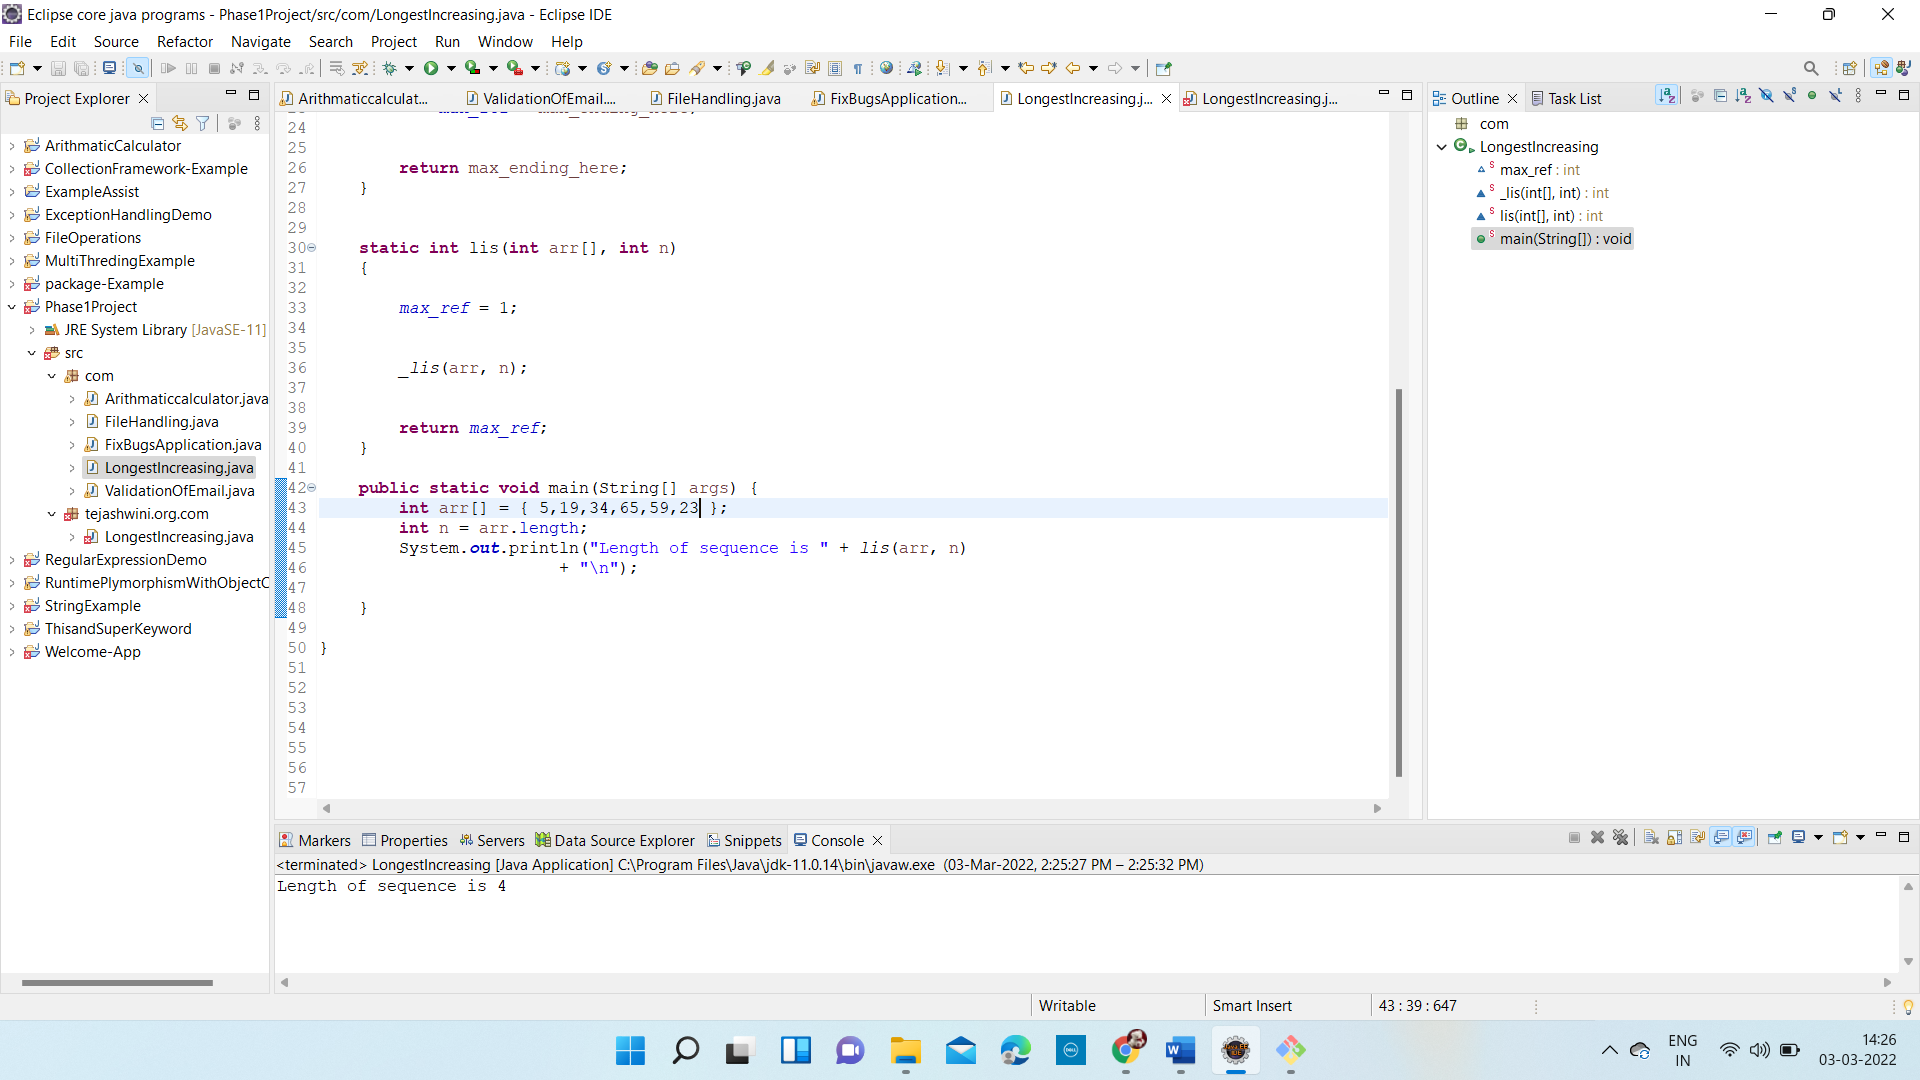 Eclipse core java programs - Phase1Project/src/com/LongestIncreasing.java - Eclipse IDE
File Edit Source Refactor Navigate Search Project Run Window Help
Project Explorer
ArithmaticCalculator
CollectionFramework-Example
ExampleAssist
ExceptionHandlingDemo
FileOperations
MultiThredingExample
package-Example
Phase1Project
JRE System Library [JavaSE-11]
src
com
Arithmaticcalculator.java
FileHandling.java
FixBugsApplication.java
LongestIncreasing.java
ValidationOfEmail.java
tejashwini.org.com
LongestIncreasing.java
RegularExpressionDemo
RuntimePlymorphismWithObjectC
StringExample
ThisandSuperKeyword
Welcome-App
Arithmaticcalculat... ValidationOfEmail.... FileHandling.java FixBugsApplication... LongestIncreasing.j... LongestIncreasing.j...
24
25
26 return max_ending_here;
27 }
28
29
30 static int lis(int arr[], int n)
31 {
32
33 max_ref = 1;
34
35
36 _lis(arr, n);
37
38
39 return max_ref;
40 }
41
42 public static void main(String[] args) {
43 int arr[] = { 5,19,34,65,59,23 };
44 int n = arr.length;
45 System.out.println("Length of sequence is " + lis(arr, n)
46 + "\n");
47
48 }
49
50 }
51
52
53
54
55
56
57
Outline Task List
com
LongestIncreasing
max_ref : int
_lis(int[], int) : int
lis(int[], int) : int
main(String[]) : void
Markers Properties Servers Data Source Explorer Snippets Console
<terminated> LongestIncreasing [Java Application] C:\Program Files\Java\jdk-11.0.14\bin\javaw.exe (03-Mar-2022, 2:25:27 PM – 2:25:32 PM)
Length of sequence is 4
Writable Smart Insert 43 : 39 : 647
ENG
IN
14:26
03-03-2022